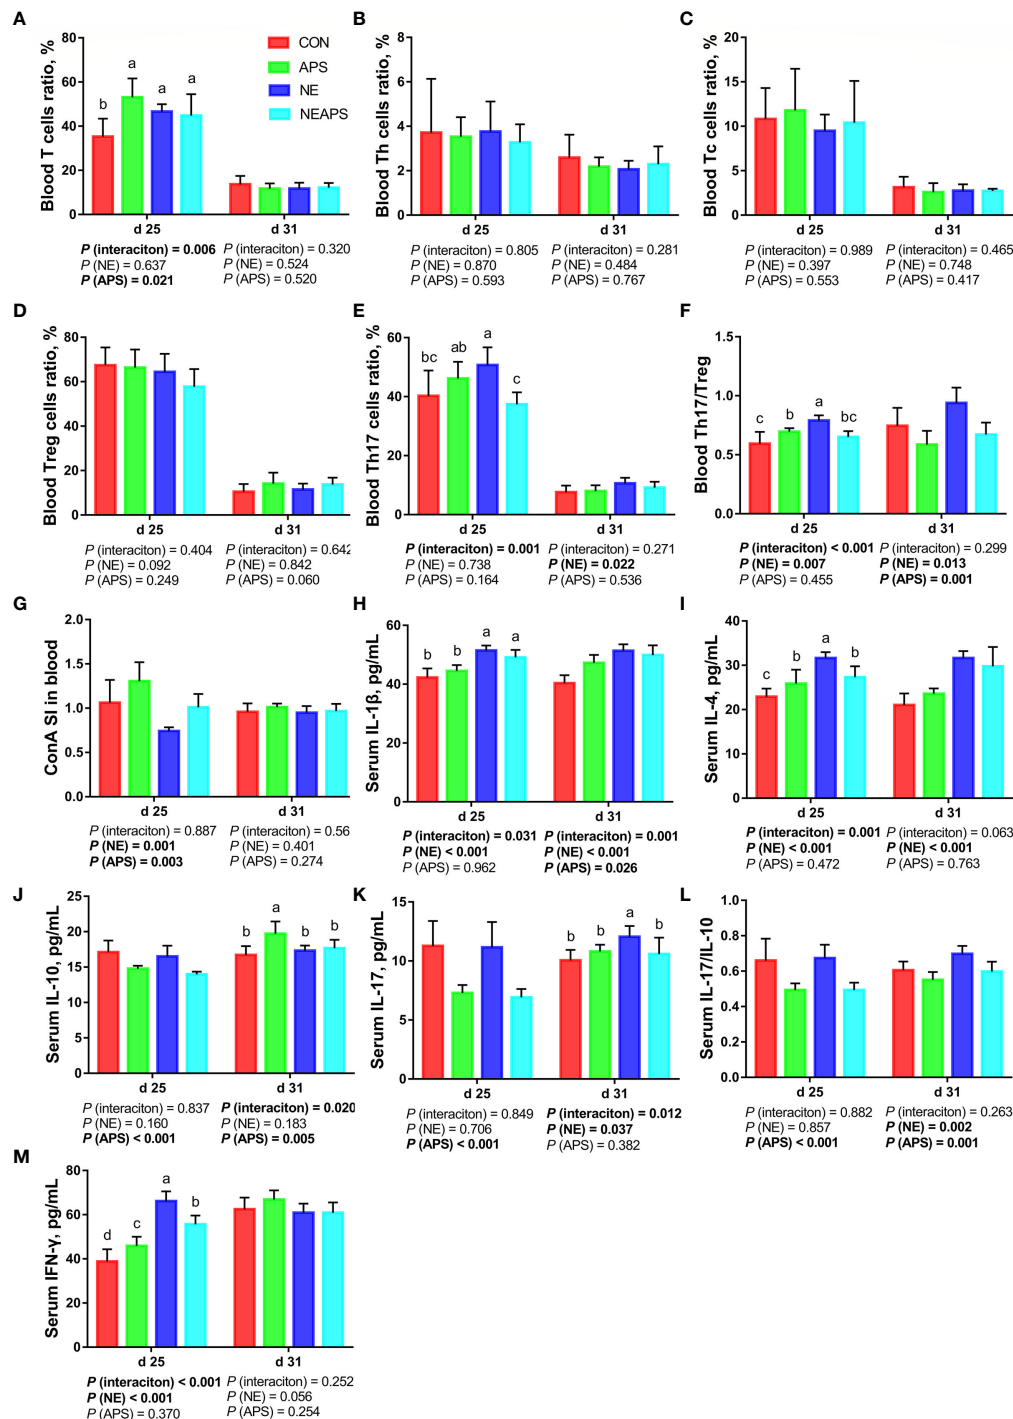 A
Blood T cells ratio, %
80
60
40
20
0
b
a
a
a
CON
APS
NE
NEAPS
d 25
d 31
P (interaciton) = 0.006
P (NE) = 0.637
P (APS) = 0.021
P (interaciton) = 0.320
P (NE) = 0.524
P (APS) = 0.520
B
Blood Th cells ratio, %
8
6
4
2
0
d 25
d 31
P (interaciton) = 0.805
P (NE) = 0.870
P (APS) = 0.593
P (interaciton) = 0.281
P (NE) = 0.484
P (APS) = 0.767
C
Blood Tc cells ratio, %
20
15
10
5
0
d 25
d 31
P (interaciton) = 0.989
P (NE) = 0.397
P (APS) = 0.553
P (interaciton) = 0.465
P (NE) = 0.748
P (APS) = 0.417
D
Blood Treg cells ratio, %
80
60
40
20
0
d 25
d 31
P (interaciton) = 0.404
P (NE) = 0.092
P (APS) = 0.249
P (interaciton) = 0.642
P (NE) = 0.842
P (APS) = 0.060
E
Blood Th17 cells ratio, %
60
40
20
0
bc
ab
a
c
d 25
d 31
P (interaciton) = 0.001
P (NE) = 0.738
P (APS) = 0.164
P (interaciton) = 0.271
P (NE) = 0.022
P (APS) = 0.536
F
Blood Th17/Treg
1.5
1.0
0.5
0.0
c
b
a
bc
d 25
d 31
P (interaciton) < 0.001
P (NE) = 0.007
P (APS) = 0.455
P (interaciton) = 0.299
P (NE) = 0.013
P (APS) = 0.001
G
ConA SI in blood
2.0
1.5
1.0
0.5
0.0
d 25
d 31
P (interaciton) = 0.887
P (NE) = 0.001
P (APS) = 0.003
P (interaciton) = 0.56
P (NE) = 0.401
P (APS) = 0.274
H
Serum IL-1β, pg/mL
60
40
20
0
b
b
a
a
d 25
d 31
P (interaciton) = 0.031
P (NE) < 0.001
P (APS) = 0.962
P (interaciton) = 0.001
P (NE) < 0.001
P (APS) = 0.026
I
Serum IL-4, pg/mL
40
30
20
10
0
c
b
a
b
d 25
d 31
P (interaciton) = 0.001
P (NE) < 0.001
P (APS) = 0.472
P (interaciton) = 0.063
P (NE) < 0.001
P (APS) = 0.763
J
Serum IL-10, pg/mL
25
20
15
10
5
0
b
a
b
b
d 25
d 31
P (interaciton) = 0.837
P (NE) = 0.160
P (APS) < 0.001
P (interaciton) = 0.020
P (NE) = 0.183
P (APS) = 0.005
K
Serum IL-17, pg/mL
15
10
5
0
b
b
a
b
d 25
d 31
P (interaciton) = 0.849
P (NE) = 0.706
P (APS) < 0.001
P (interaciton) = 0.012
P (NE) = 0.037
P (APS) = 0.382
L
Serum IL-17/IL-10
1.0
0.8
0.6
0.4
0.2
0.0
d 25
d 31
P (interaciton) = 0.882
P (NE) = 0.857
P (APS) < 0.001
P (interaciton) = 0.263
P (NE) = 0.002
P (APS) = 0.001
M
Serum IFN-γ, pg/mL
80
60
40
20
0
d
c
a
b
d 25
d 31
P (interaciton) < 0.001
P (NE) < 0.001
P (APS) = 0.370
P (interaciton) = 0.252
P (NE) = 0.056
P (APS) = 0.254